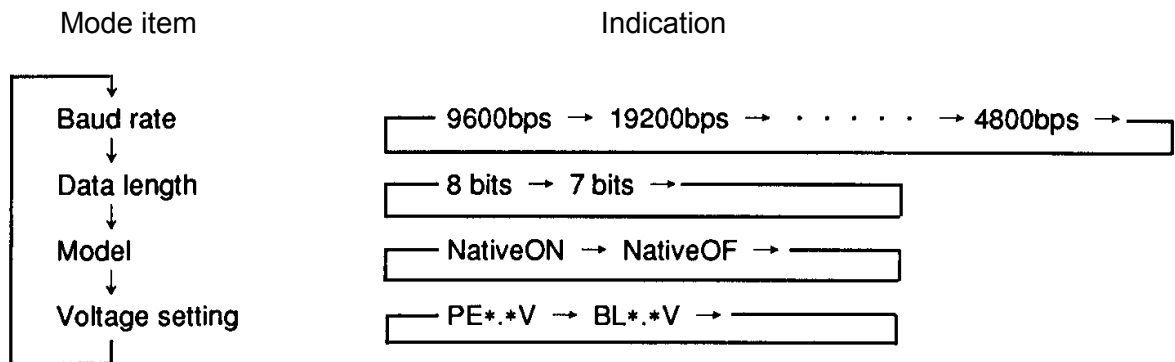 Mode item Indication
Baud rate 9600bps → 19200bps → · · · · · → 4800bps →
Data length 8 bits → 7 bits →
Model NativeON → NativeOF →
Voltage setting PE*.*V → BL*.*V →